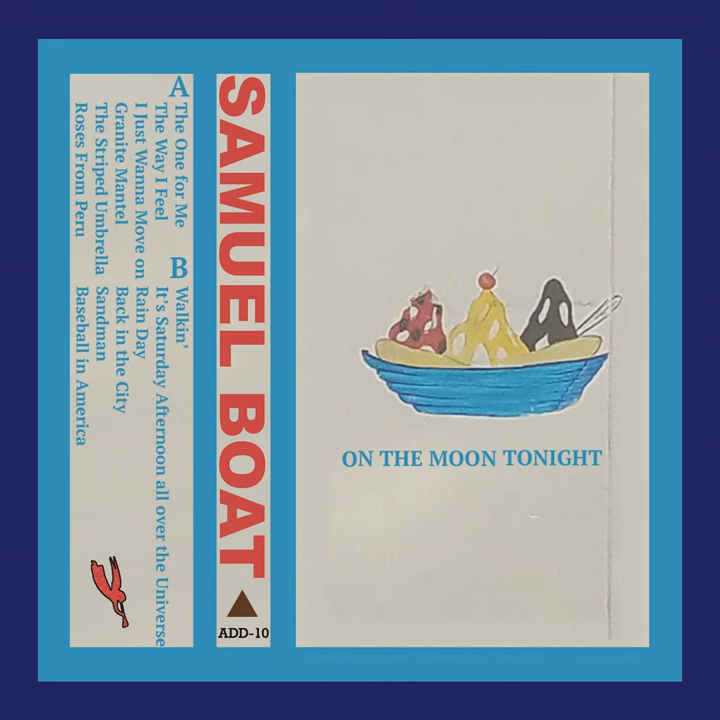 A
The One for Me
The Way I Feel
I Just Wanna Move on
Granite Mantel
The Striped Umbrella
Roses From Peru
B
Walkin'
It's Saturday Afternoon all over the Universe
Rain Day
Back in the City
Sandman
Baseball in America
SAMUEL BOAT
ADD-10
ON THE MOON TONIGHT